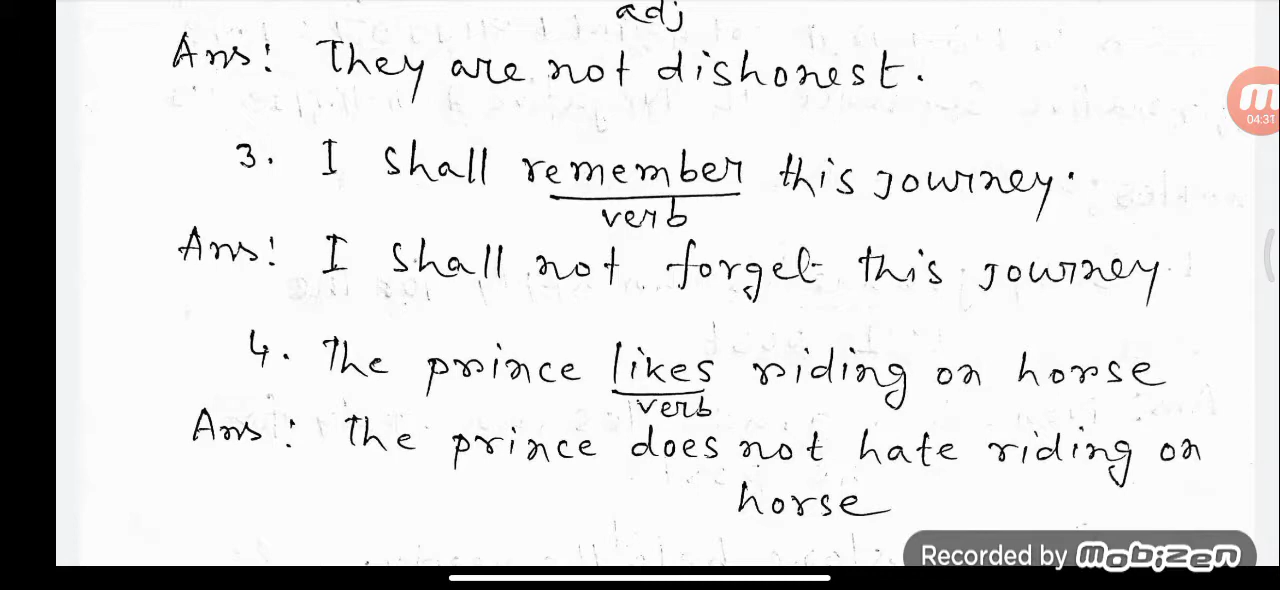 adj
Ans: They are not dishonest.
04:31
3. I shall remember this journey.
verb
Ans: I shall not forget this journey
4. The prince likes riding on horse
verb
Ans: The prince does not hate riding on
horse
Recorded by mobizen